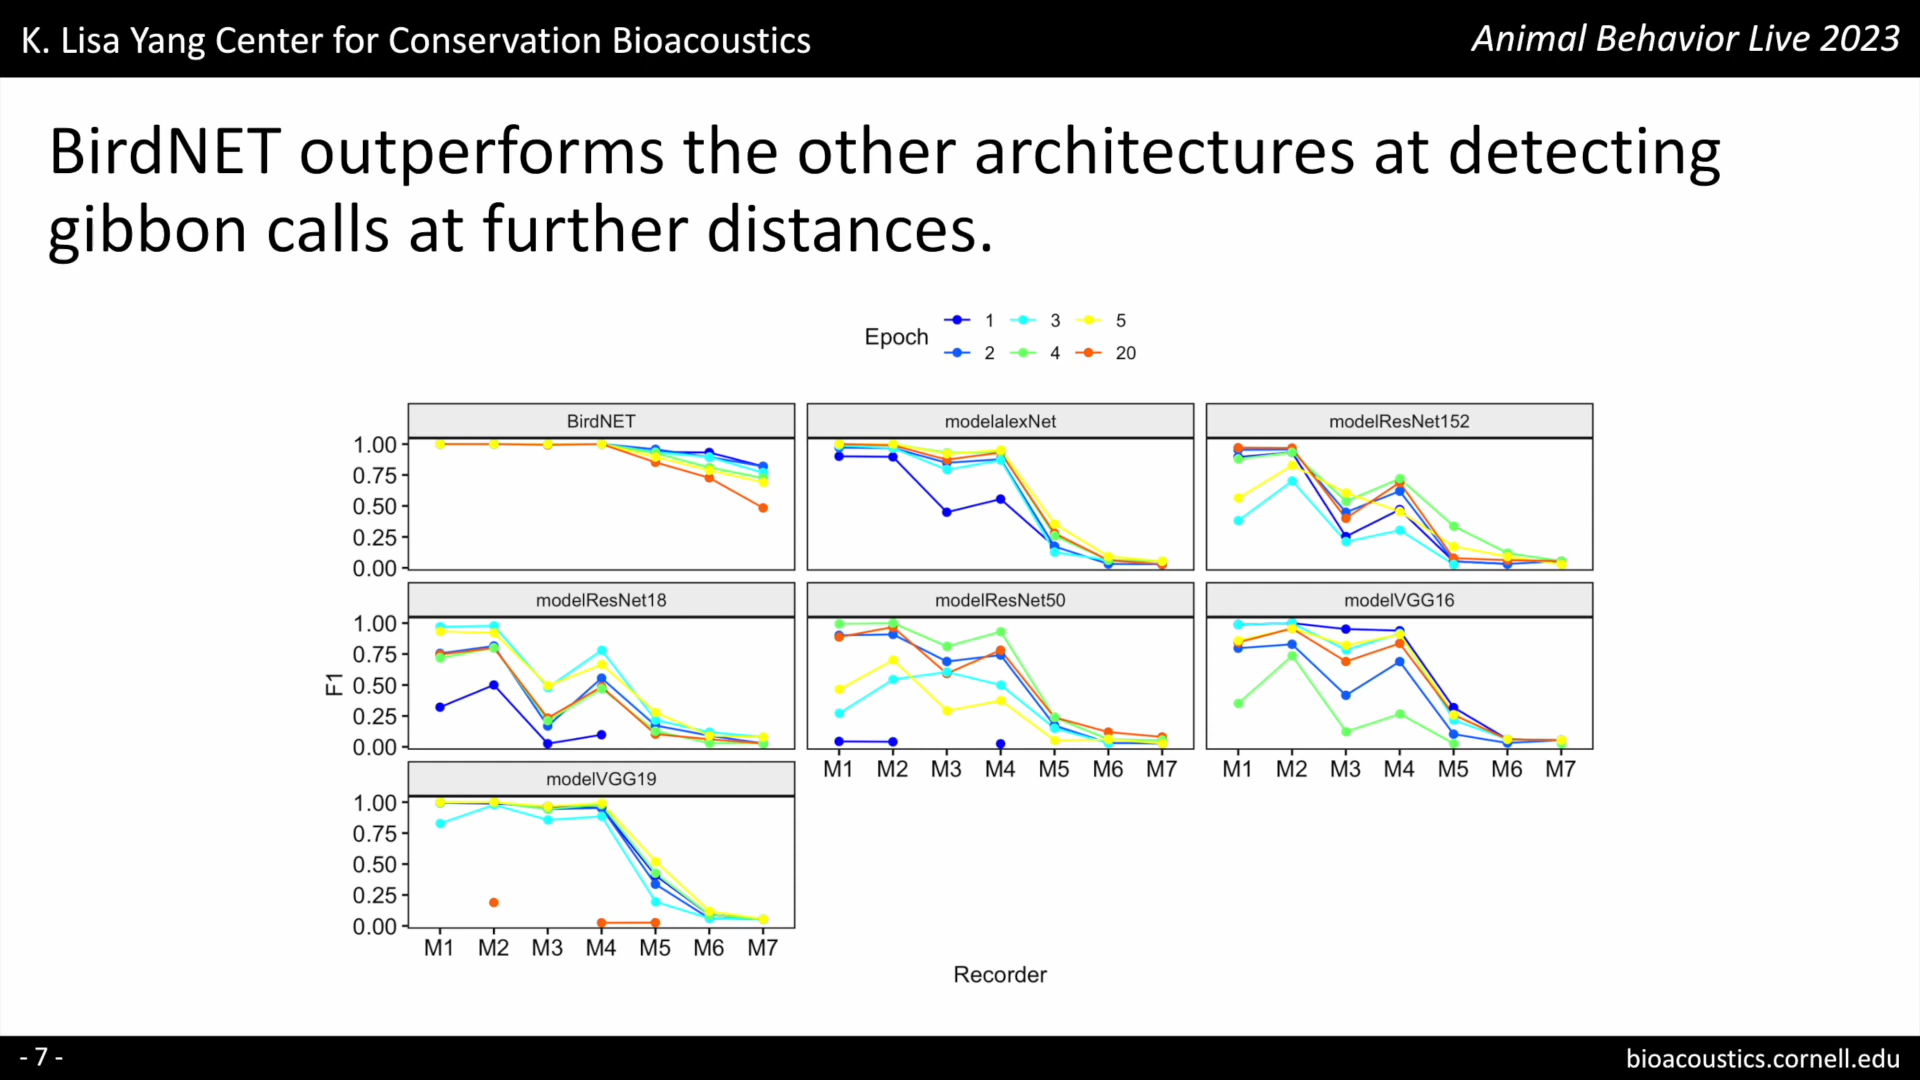 K. Lisa Yang Center for Conservation Bioacoustics
Animal Behavior Live 2023
BirdNET outperforms the other architectures at detecting
gibbon calls at further distances.
Epoch
1 3 5
2 4 20
BirdNET modelalexNet modelResNet152
1.00
0.75
0.50
0.25
0.00
modelResNet18 modelResNet50 modelVGG16
F1
1.00
0.75
0.50
0.25
0.00
M1 M2 M3 M4 M5 M6 M7 M1 M2 M3 M4 M5 M6 M7
modelVGG19
1.00
0.75
0.50
0.25
0.00
M1 M2 M3 M4 M5 M6 M7
Recorder
- 7 -
bioacoustics.cornell.edu